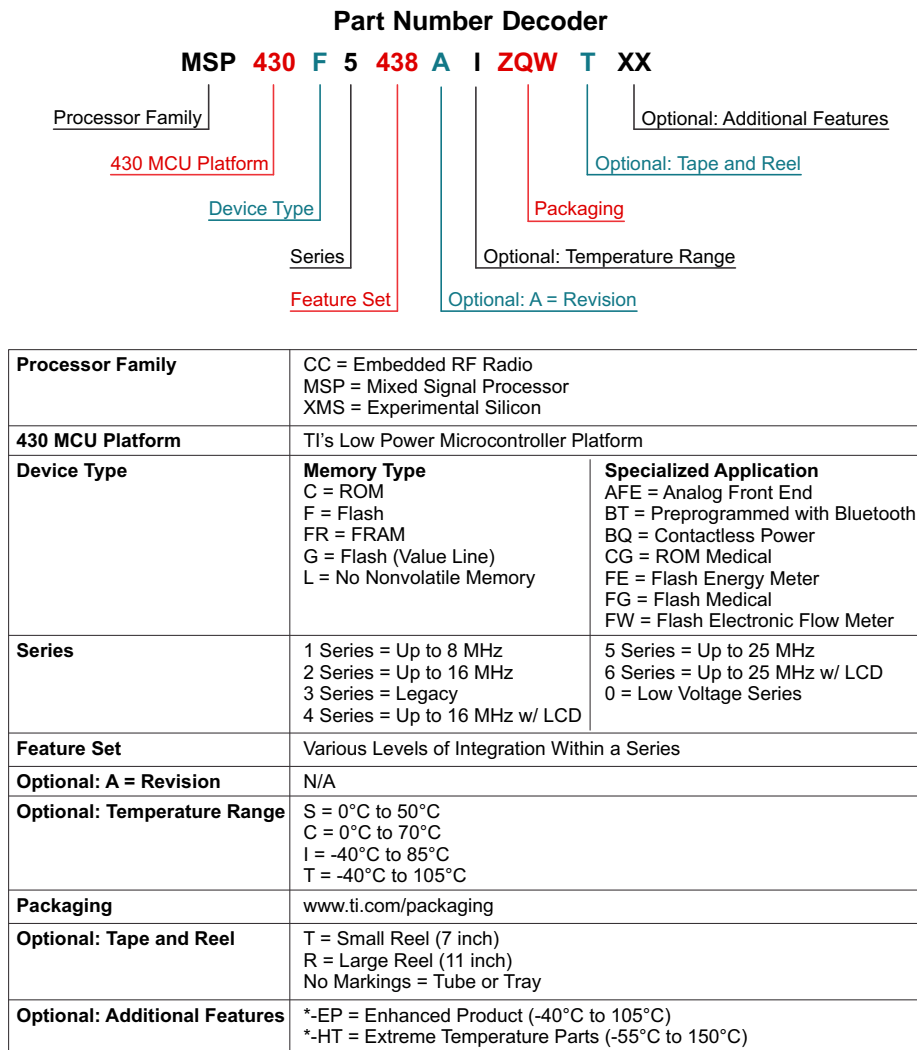 Part Number Decoder
MSP 430 F 5 438 A I ZQW T XX
Processor Family
Optional: Additional Features
430 MCU Platform
Optional: Tape and Reel
Device Type
Packaging
Series
Optional: Temperature Range
Feature Set
Optional: A = Revision
Processor Family
CC = Embedded RF Radio
MSP = Mixed Signal Processor
XMS = Experimental Silicon
430 MCU Platform
TI's Low Power Microcontroller Platform
Device Type
Memory Type
C = ROM
F = Flash
FR = FRAM
G = Flash (Value Line)
L = No Nonvolatile Memory
Specialized Application
AFE = Analog Front End
BT = Preprogrammed with Bluetooth
BQ = Contactless Power
CG = ROM Medical
FE = Flash Energy Meter
FG = Flash Medical
FW = Flash Electronic Flow Meter
Series
1 Series = Up to 8 MHz
2 Series = Up to 16 MHz
3 Series = Legacy
4 Series = Up to 16 MHz w/ LCD
5 Series = Up to 25 MHz
6 Series = Up to 25 MHz w/ LCD
0 = Low Voltage Series
Feature Set
Various Levels of Integration Within a Series
Optional: A = Revision
N/A
Optional: Temperature Range
S = 0°C to 50°C
C = 0°C to 70°C
I = -40°C to 85°C
T = -40°C to 105°C
Packaging
www.ti.com/packaging
Optional: Tape and Reel
T = Small Reel (7 inch)
R = Large Reel (11 inch)
No Markings = Tube or Tray
Optional: Additional Features
*-EP = Enhanced Product (-40°C to 105°C)
*-HT = Extreme Temperature Parts (-55°C to 150°C)